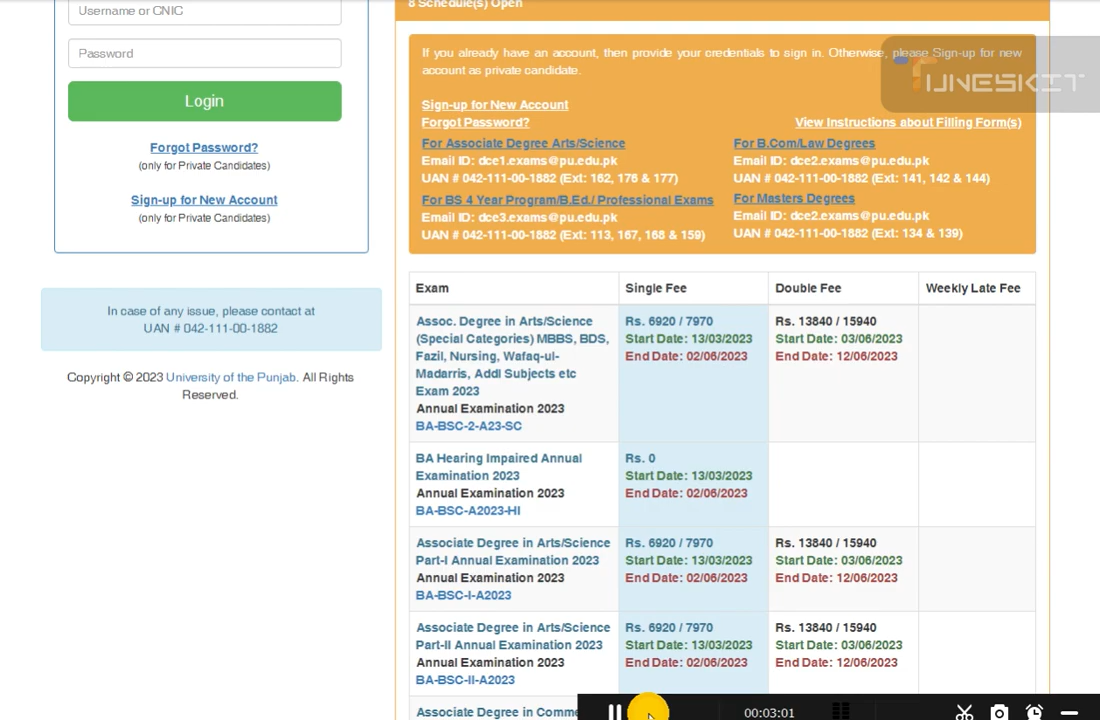 Username or CNIC
Password
Login
Forgot Password?
(only for Private Candidates)
Sign-up for New Account
(only for Private Candidates)
In case of any issue, please contact at
UAN # 042-111-00-1882
Copyright © 2023 University of the Punjab. All Rights
Reserved.
8 Schedule(s) Open
If you already have an account, then provide your credentials to sign in. Otherwise, please Sign-up for new
account as private candidate.
TUNESKIT
Sign-up for New Account
Forgot Password?
View Instructions about Filling Form(s)
For Associate Degree Arts/Science
Email ID: dce1.exams@pu.edu.pk
UAN # 042-111-00-1882 (Ext: 162, 176 & 177)
For B.Com/Law Degrees
Email ID: dce2.exams@pu.edu.pk
UAN # 042-111-00-1882 (Ext: 141, 142 & 144)
For BS 4 Year Program/B.Ed./ Professional Exams
Email ID: dce3.exams@pu.edu.pk
UAN # 042-111-00-1882 (Ext: 113, 167, 168 & 159)
For Masters Degrees
Email ID: dce2.exams@pu.edu.pk
UAN # 042-111-00-1882 (Ext: 134 & 139)
Exam
Single Fee
Double Fee
Weekly Late Fee
Assoc. Degree in Arts/Science
(Special Categories) MBBS, BDS,
Fazil, Nursing, Wafaq-ul-
Madarris, Addl Subjects etc
Exam 2023
Annual Examination 2023
BA-BSC-2-A23-SC
Rs. 6920 / 7970
Start Date: 13/03/2023
End Date: 02/06/2023
Rs. 13840 / 15940
Start Date: 03/06/2023
End Date: 12/06/2023
BA Hearing Impaired Annual
Examination 2023
Annual Examination 2023
BA-BSC-A2023-HI
Rs. 0
Start Date: 13/03/2023
End Date: 02/06/2023
Associate Degree in Arts/Science
Part-I Annual Examination 2023
Annual Examination 2023
BA-BSC-I-A2023
Rs. 6920 / 7970
Start Date: 13/03/2023
End Date: 02/06/2023
Rs. 13840 / 15940
Start Date: 03/06/2023
End Date: 12/06/2023
Associate Degree in Arts/Science
Part-II Annual Examination 2023
Annual Examination 2023
BA-BSC-II-A2023
Rs. 6920 / 7970
Start Date: 13/03/2023
End Date: 02/06/2023
Rs. 13840 / 15940
Start Date: 03/06/2023
End Date: 12/06/2023
Associate Degree in Comme
00:03:01